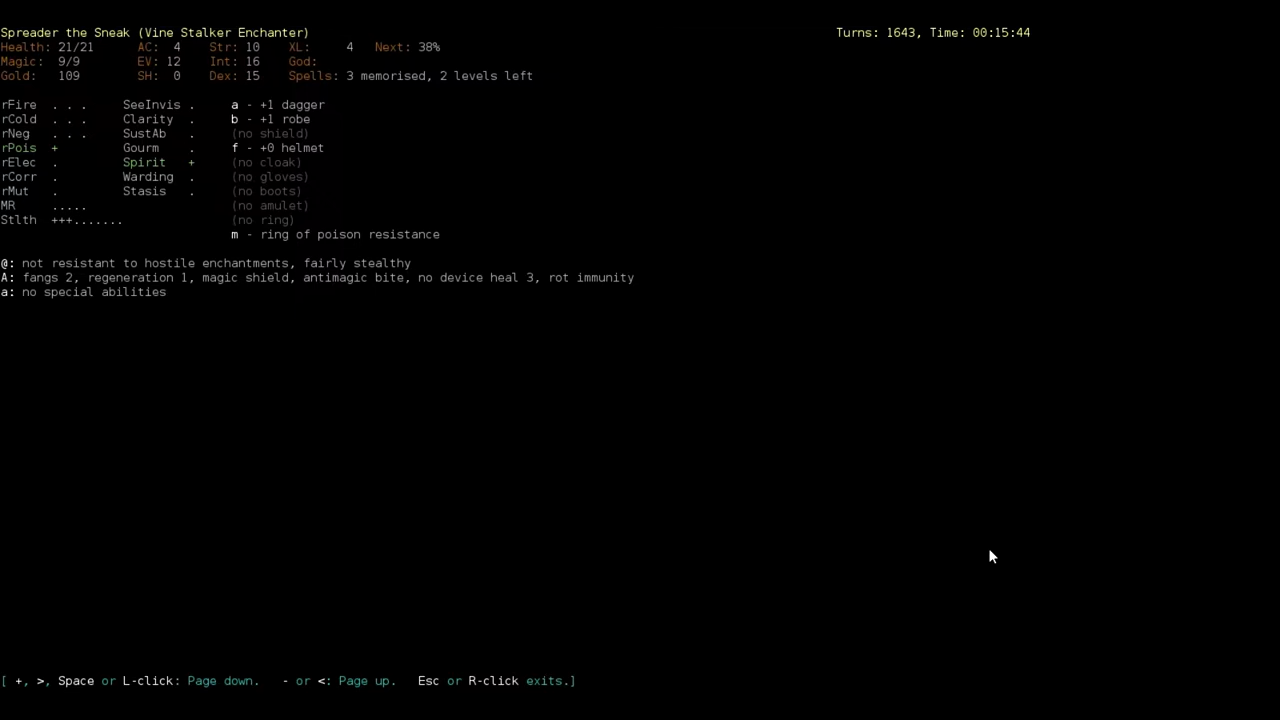 Spreader the Sneak (Vine Stalker Enchanter) Turns: 1643, Time: 00:15:44
Health: 21/21 AC: 4 Str: 10 XL: 4 Next: 38%
Magic: 9/9 EV: 12 Int: 16 God:
Gold: 109 SH: 0 Dex: 15 Spells: 3 memorised, 2 levels left
rFire . . . SeeInvis . a - +1 dagger
rCold . . . Clarity . b - +1 robe
rNeg . . . SustAb . (no shield)
rPois + Gourm . f - +0 helmet
rElec . Spirit + (no cloak)
rCorr . Warding . (no gloves)
rMut . Stasis . (no boots)
MR ..... (no amulet)
Stlth +++....... (no ring)
m - ring of poison resistance
@: not resistant to hostile enchantments, fairly stealthy
A: fangs 2, regeneration 1, magic shield, antimagic bite, no device heal 3, rot immunity
a: no special abilities
[ +, >, Space or L-click: Page down. - or <: Page up. Esc or R-click exits.]